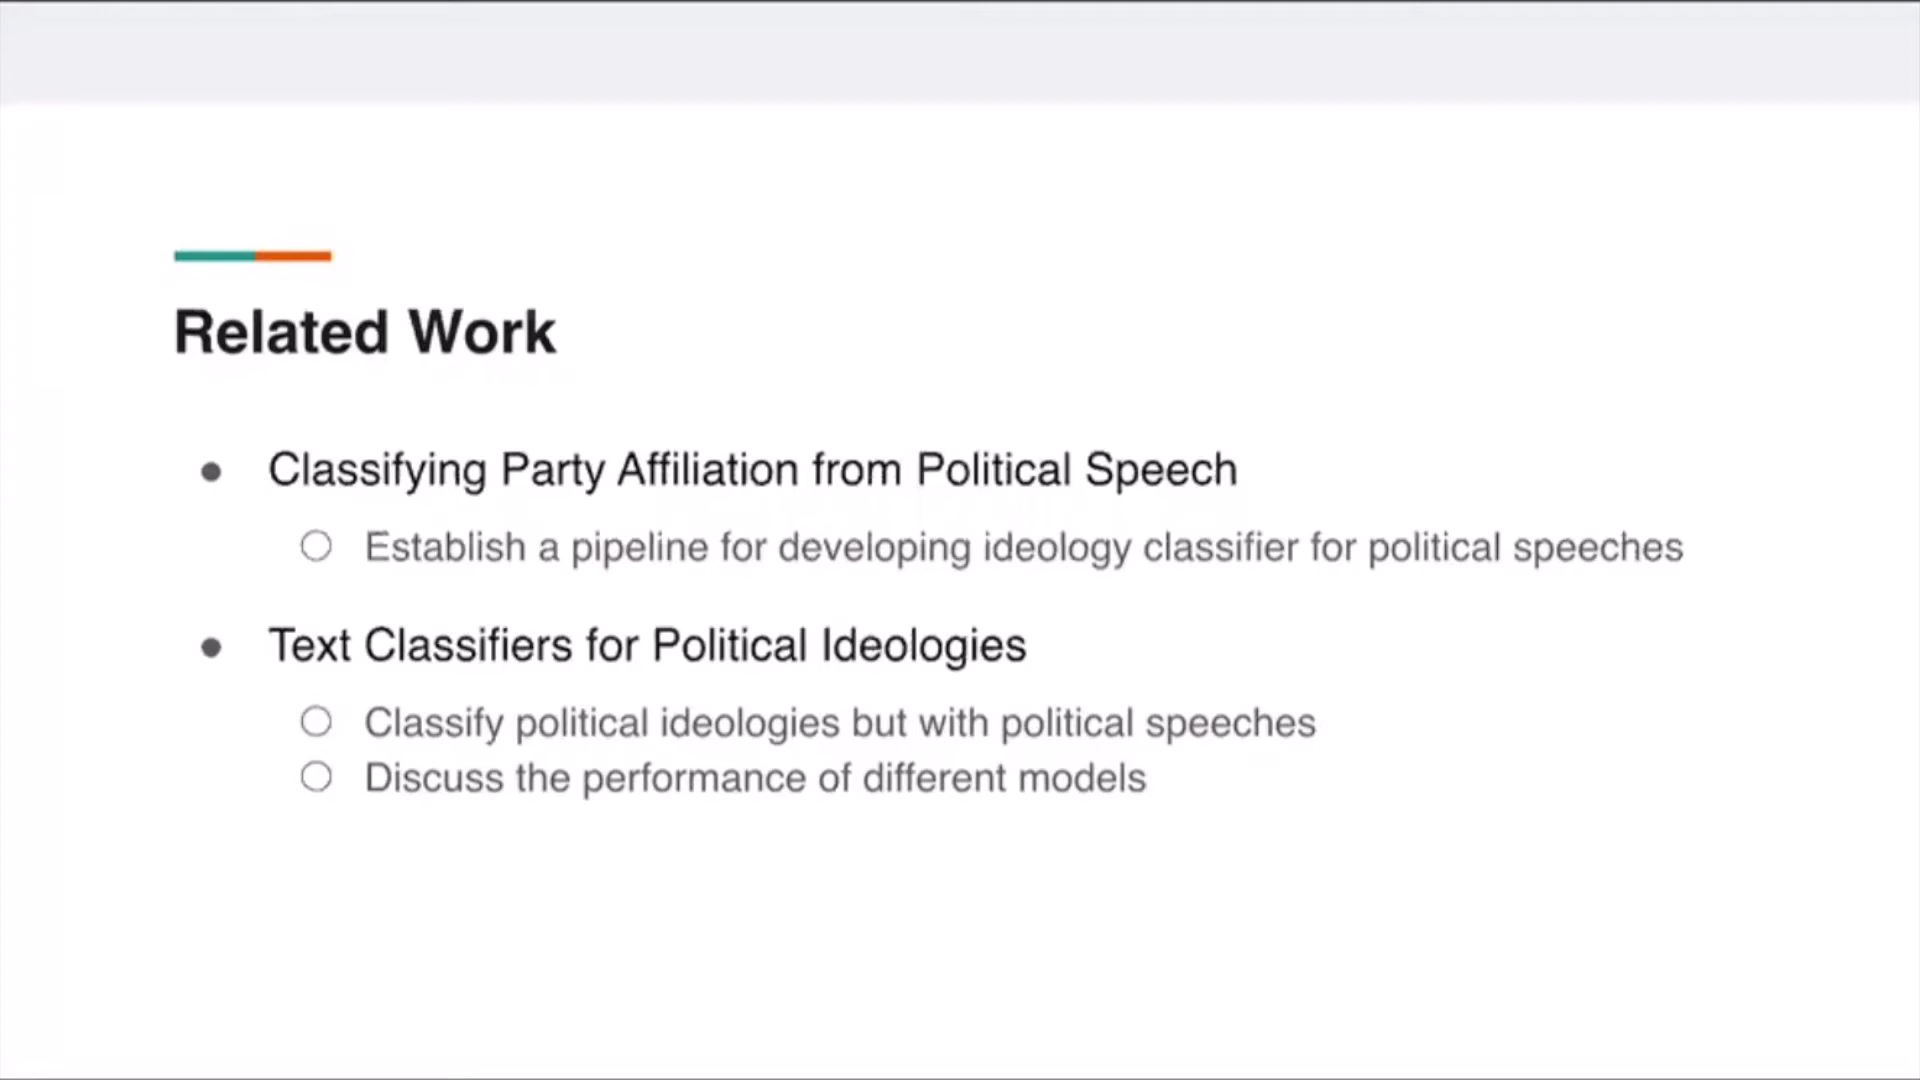 Related Work
● Classifying Party Affiliation from Political Speech
○ Establish a pipeline for developing ideology classifier for political speeches
● Text Classifiers for Political Ideologies
○ Classify political ideologies but with political speeches
○ Discuss the performance of different models